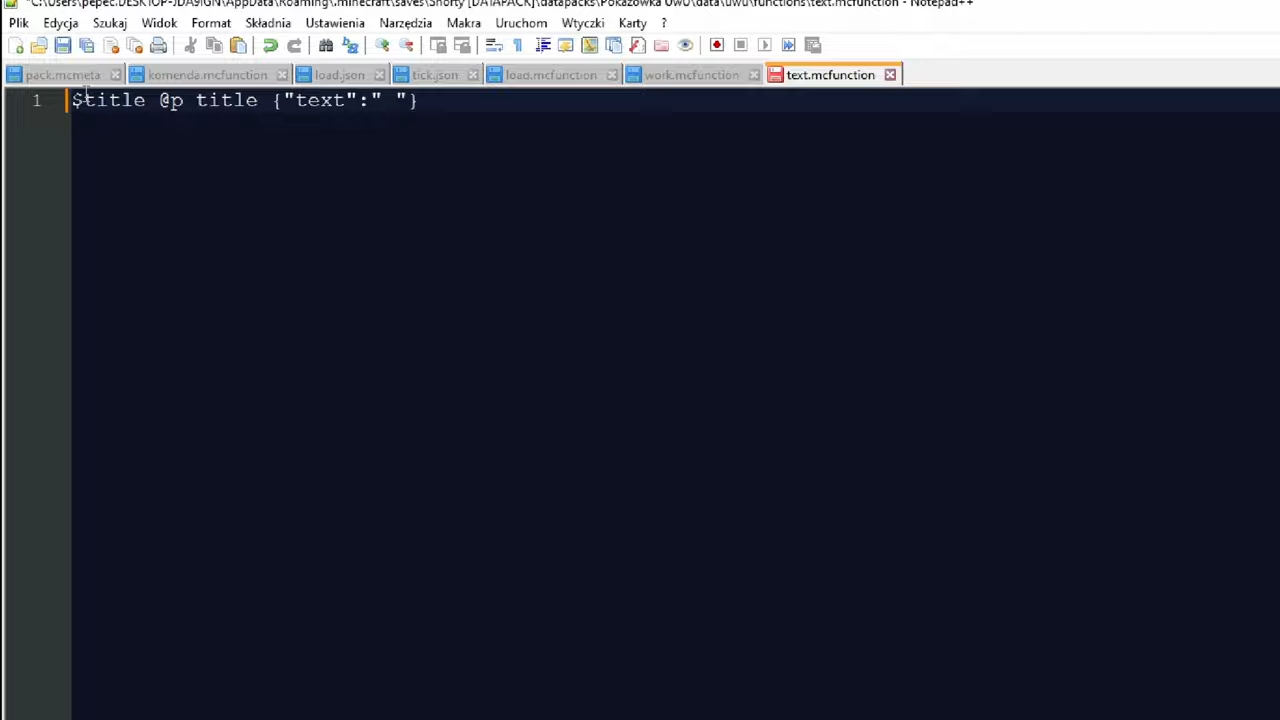 *C:\Users\pepec.DESKTOP-JDA9IGN\AppData\Roaming\.minecraft\saves\Shorty [DATAPACK]\datapacks\Pokazówka UwU\data\uwu\functions\text.mcfunction - Notepad++
Plik Edycja Szukaj Widok Format Składnia Ustawienia Narzędzia Makra Uruchom Wtyczki Karty ?
pack.mcmeta komenda.mcfunction load.json tick.json load.mcfunction work.mcfunction text.mcfunction
1 $title @p title {"text":" "}